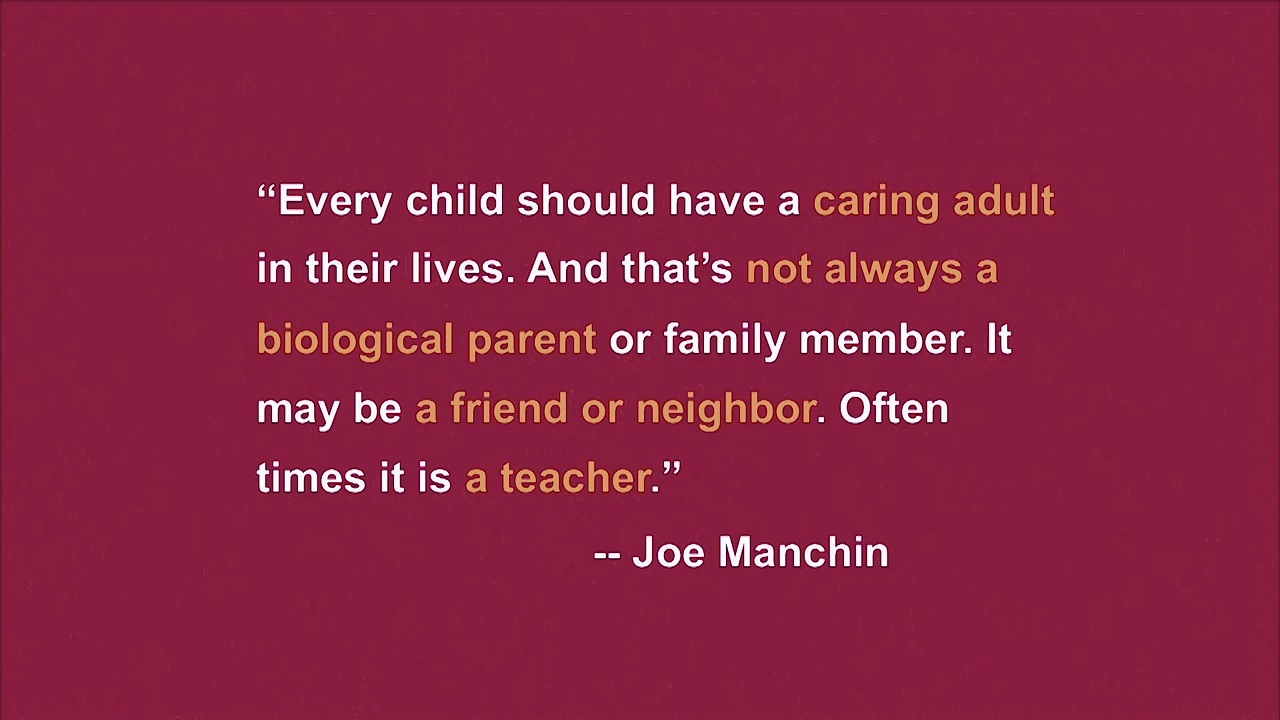 “Every child should have a caring adult
in their lives. And that’s not always a
biological parent or family member. It
may be a friend or neighbor. Often
times it is a teacher.”
-- Joe Manchin